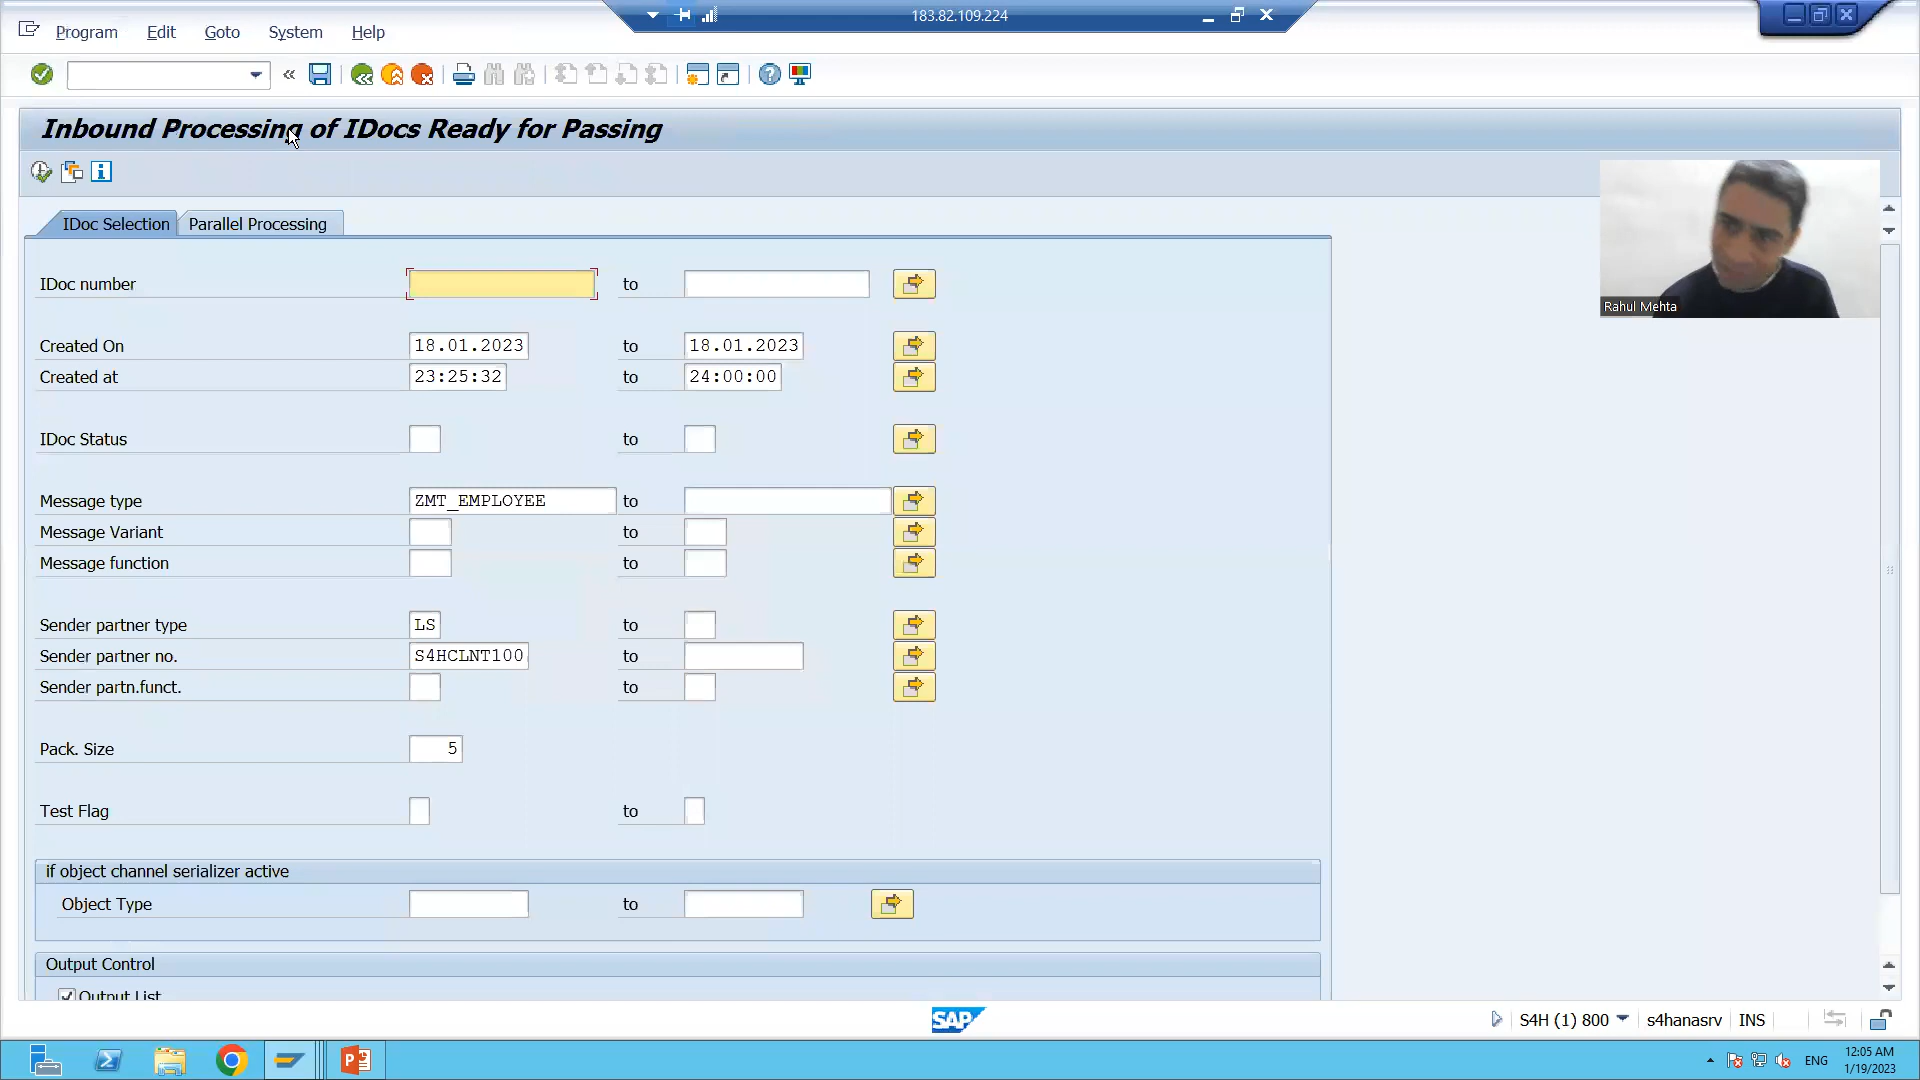 183.82.109.224
Program Edit Goto System Help
Inbound Processing of IDocs Ready for Passing
IDoc Selection Parallel Processing
Rahul Mehta
IDoc number to
Created On 18.01.2023 to 18.01.2023
Created at 23:25:32 to 24:00:00
IDoc Status to
Message type ZMT_EMPLOYEE to
Message Variant to
Message function to
Sender partner type LS to
Sender partner no. S4HCLNT100 to
Sender partn.funct. to
Pack. Size 5
Test Flag to
if object channel serializer active
Object Type to
Output Control
Output List
SAP
S4H (1) 800 s4hanasrv INS
ENG
12:05 AM
1/19/2023